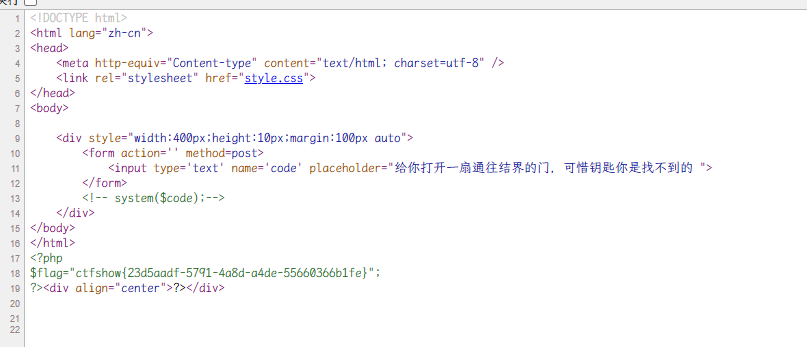 1 <!DOCTYPE html>
2 <html lang="zh-cn">
3 <head>
4 <meta http-equiv="Content-type" content="text/html; charset=utf-8" />
5 <link rel="stylesheet" href="style.css">
6 </head>
7 <body>
8
9 <div style="width:400px;height:10px;margin:100px auto">
10 <form action='' method=post>
11 <input type='text' name='code' placeholder="给你打开一扇通往结界的门, 可惜钥匙你是找不到的 ">
12 </form>
13 <!-- system($code);-->
14 </div>
15 </body>
16 </html>
17 <?php
18 $flag="ctfshow{23d5aadf-5791-4a8d-a4de-55660366b1fe}";
19 ?><div align="center">?></div>
20
21
22